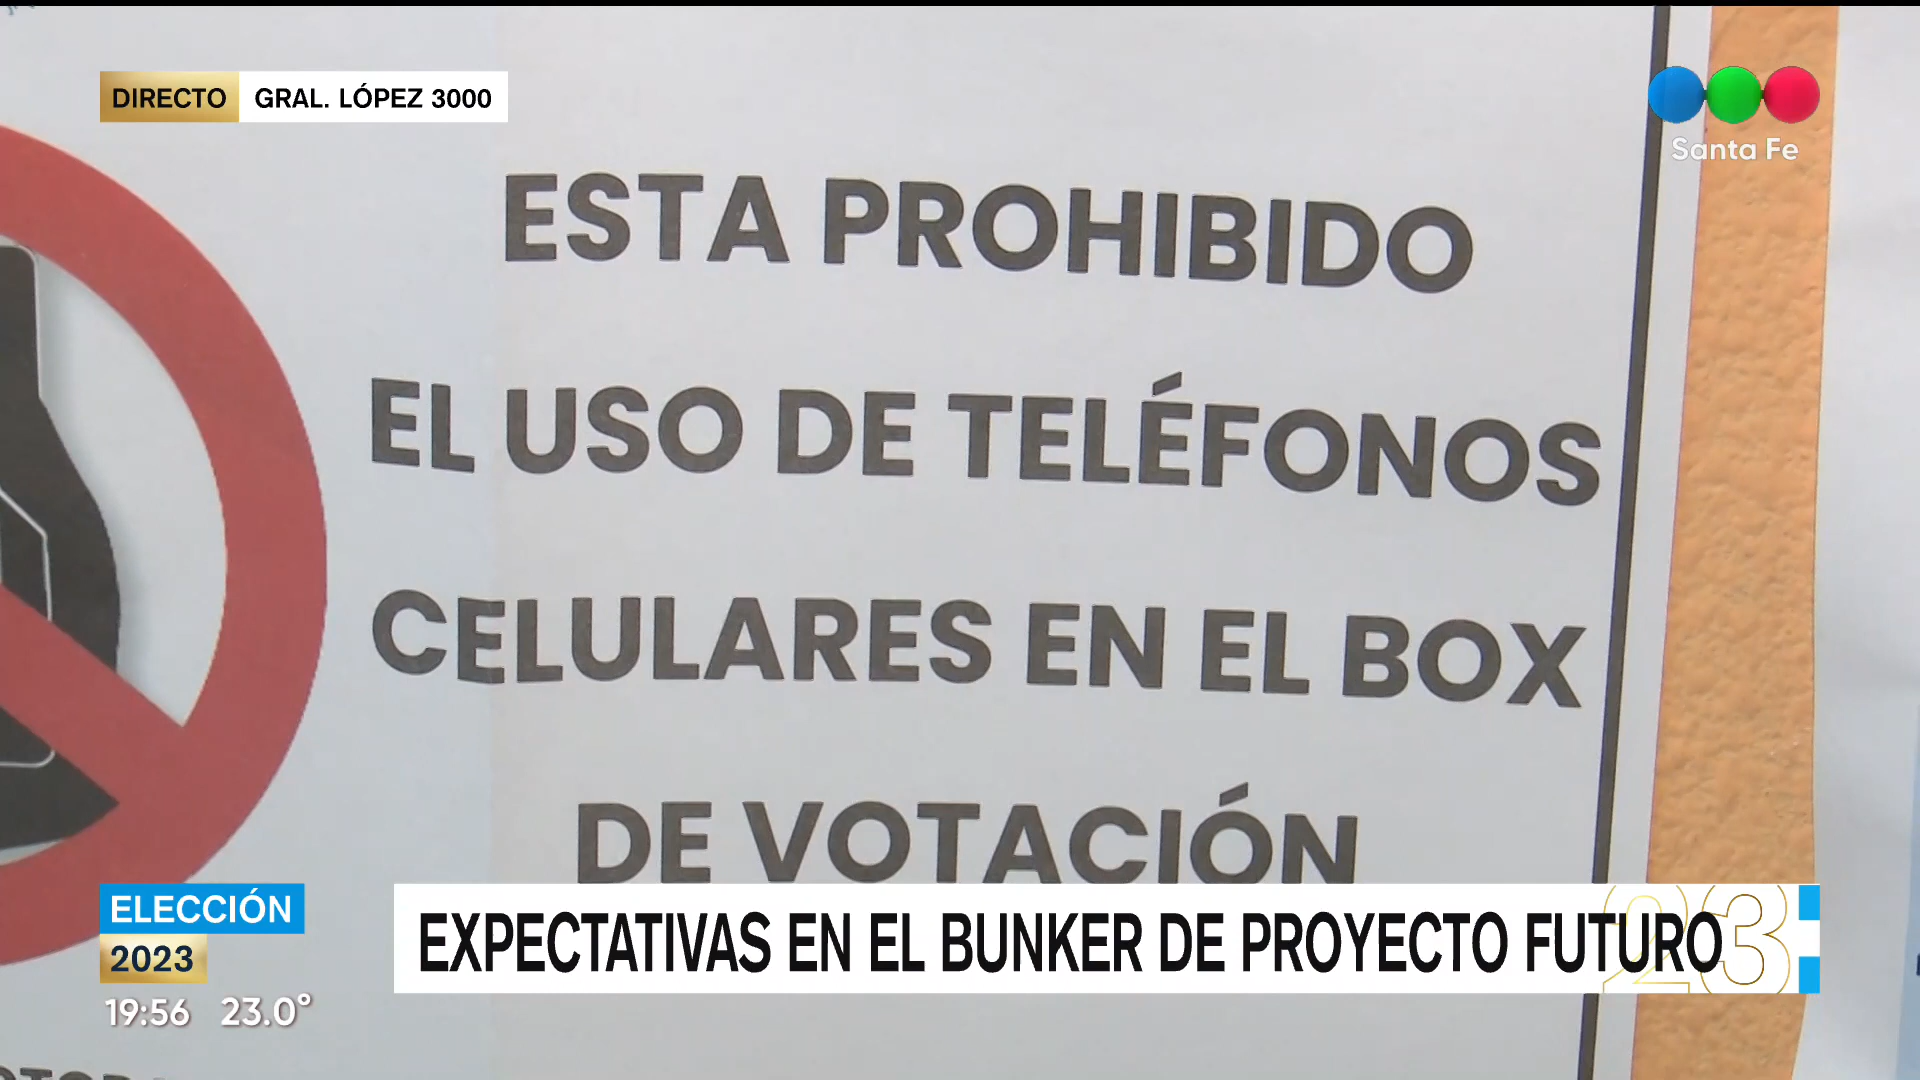 DIRECTO GRAL. LÓPEZ 3000
Santa Fe
ESTA PROHIBIDO
EL USO DE TELÉFONOS
CELULARES EN EL BOX
DE VOTACIÓN
ELECCIÓN
2023
EXPECTATIVAS EN EL BUNKER DE PROYECTO FUTURO
23
19:56 23.0°